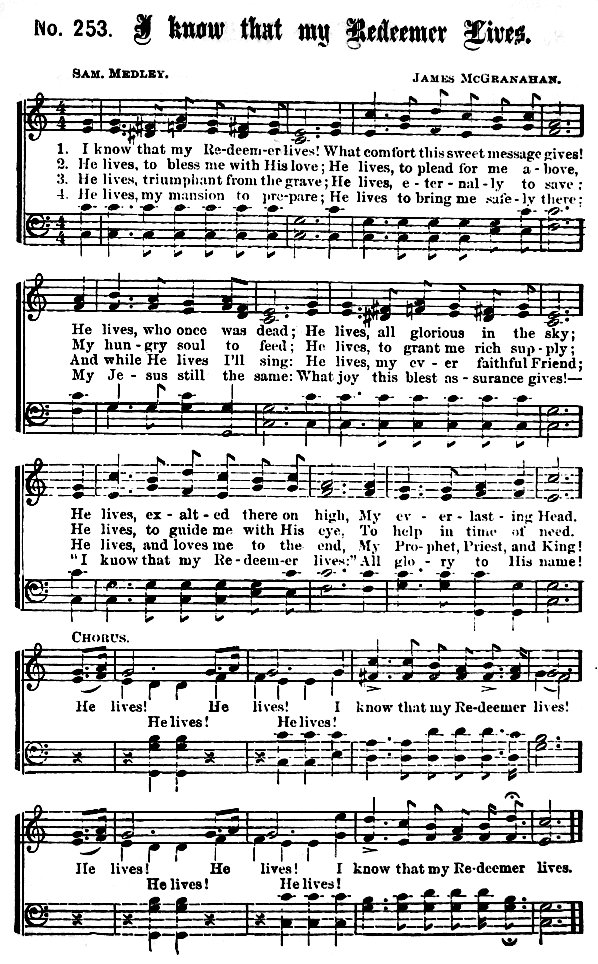 No. 253. I know that my Redeemer Lives.
SAM. MEDLEY. JAMES MCGRANAHAN.
1. I know that my Re-deem-er lives! What comfort this sweet message gives!
2. He lives, to bless me with His love; He lives, to plead for me a-bove,
3. He lives, triumphant from the grave; He lives, e-ter-nal-ly to save:
4. He lives, my mansion to pre-pare; He lives to bring me safe-ly there;
He lives, who once was dead; He lives, all glorious in the sky;
My hun-gry soul to feed; He lives, to grant me rich sup-ply;
And while He lives I'll sing: He lives, my ev-er faithful Friend;
My Je-sus still the same: What joy this blest as-surance gives!—
He lives, ex-alt-ed there on high, My ev-er-last-ing Head.
He lives, to guide me with His eye, To help in time of need.
He lives, and loves me to the end, My Prophet, Priest, and King!
"I know that my Re-deem-er lives:" All glo-ry to His name!
CHORUS.
He lives! He lives! I know that my Re-deemer lives!
He lives! He lives!
He lives! He lives! I know that my Re-deemer lives.
He lives! He lives!